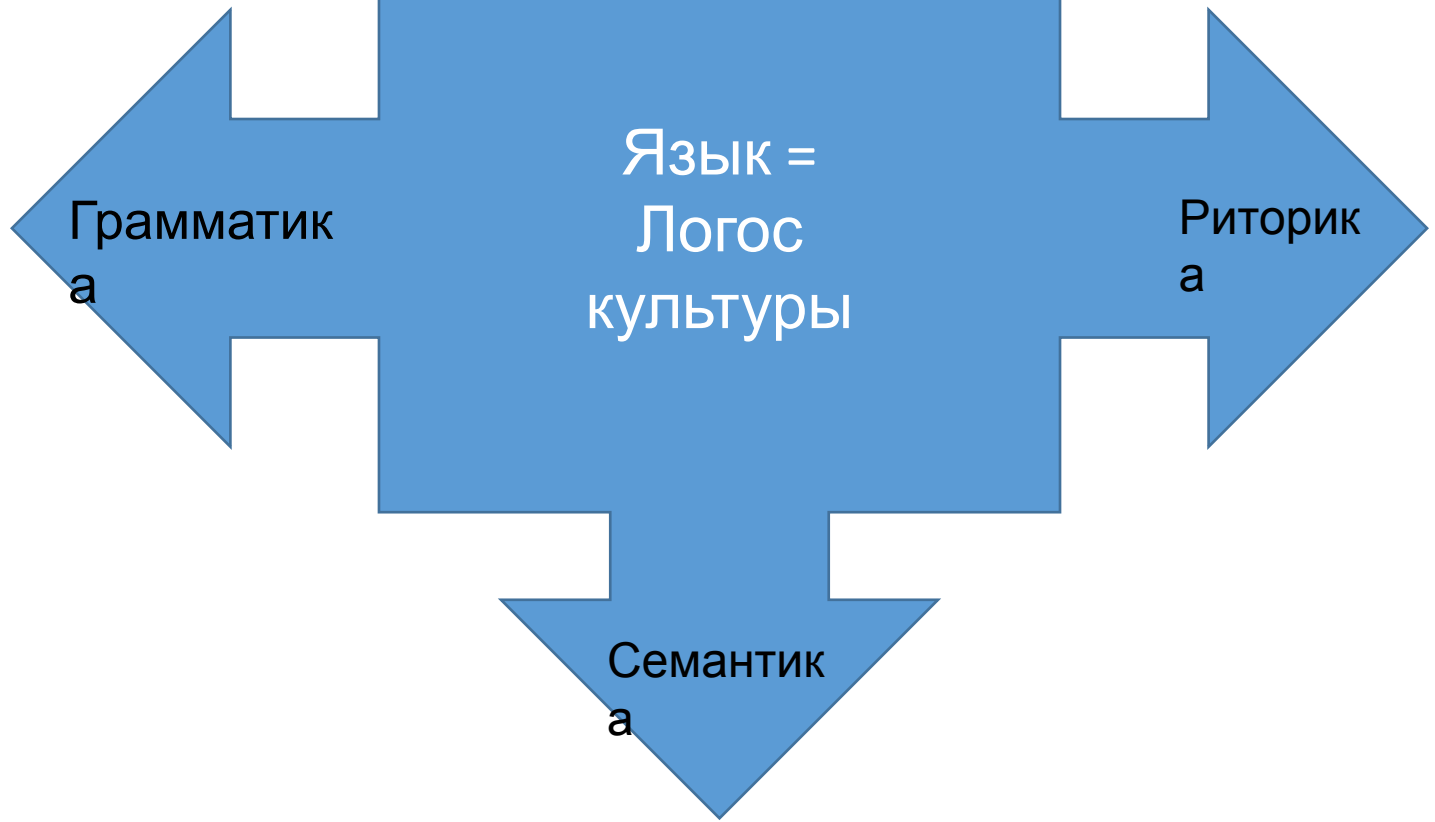 Язык =
Логос
культуры
Грамматик
а
Риторик
а
Семантик
а